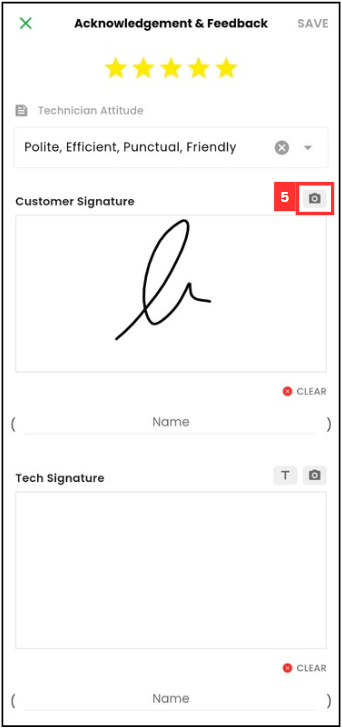 Acknowledgement & Feedback SAVE
Technician Attitude
Polite, Efficient, Punctual, Friendly
Customer Signature 5
CLEAR
( Name )
Tech Signature T
CLEAR
( Name )